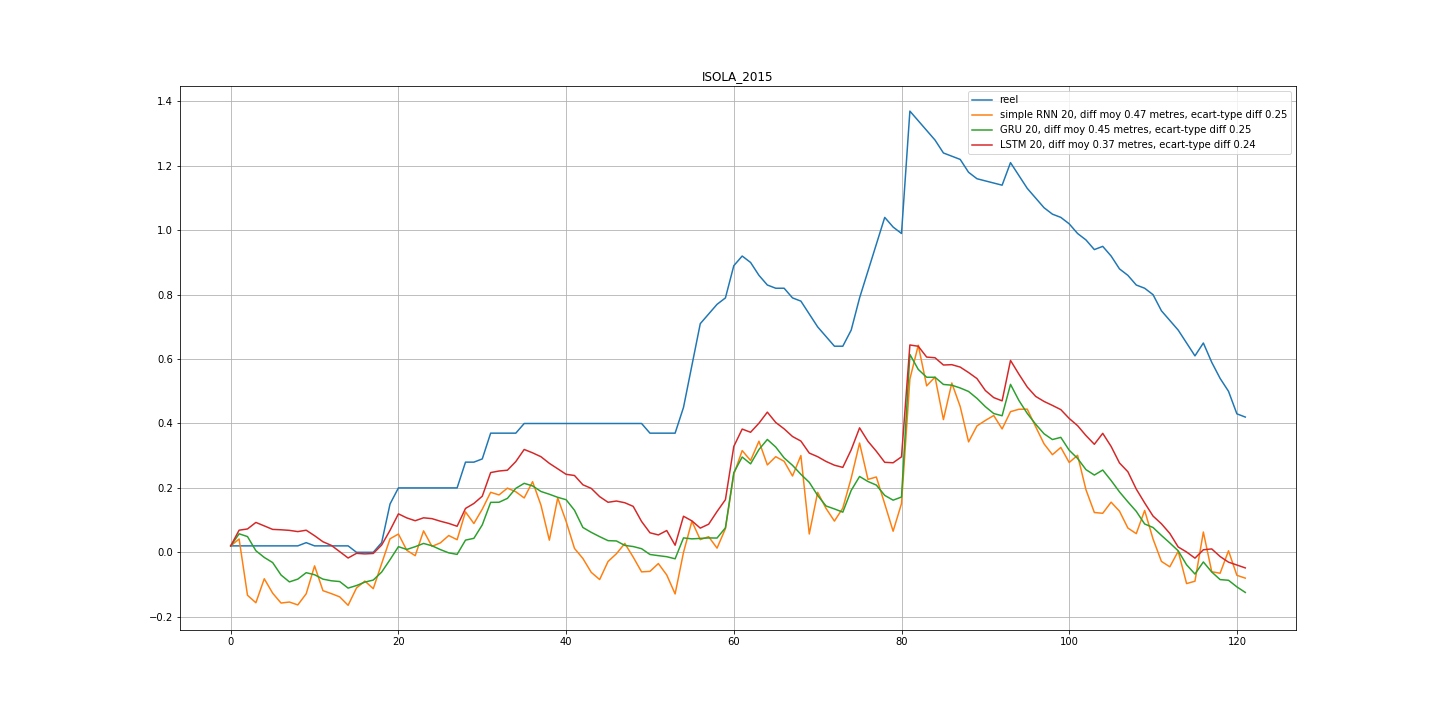 ISOLA_2015
reel
simple RNN 20, diff moy 0.47 metres, ecart-type diff 0.25
GRU 20, diff moy 0.45 metres, ecart-type diff 0.25
LSTM 20, diff moy 0.37 metres, ecart-type diff 0.24
1.4
1.2
1.0
0.8
0.6
0.4
0.2
0.0
−0.2
0 20 40 60 80 100 120